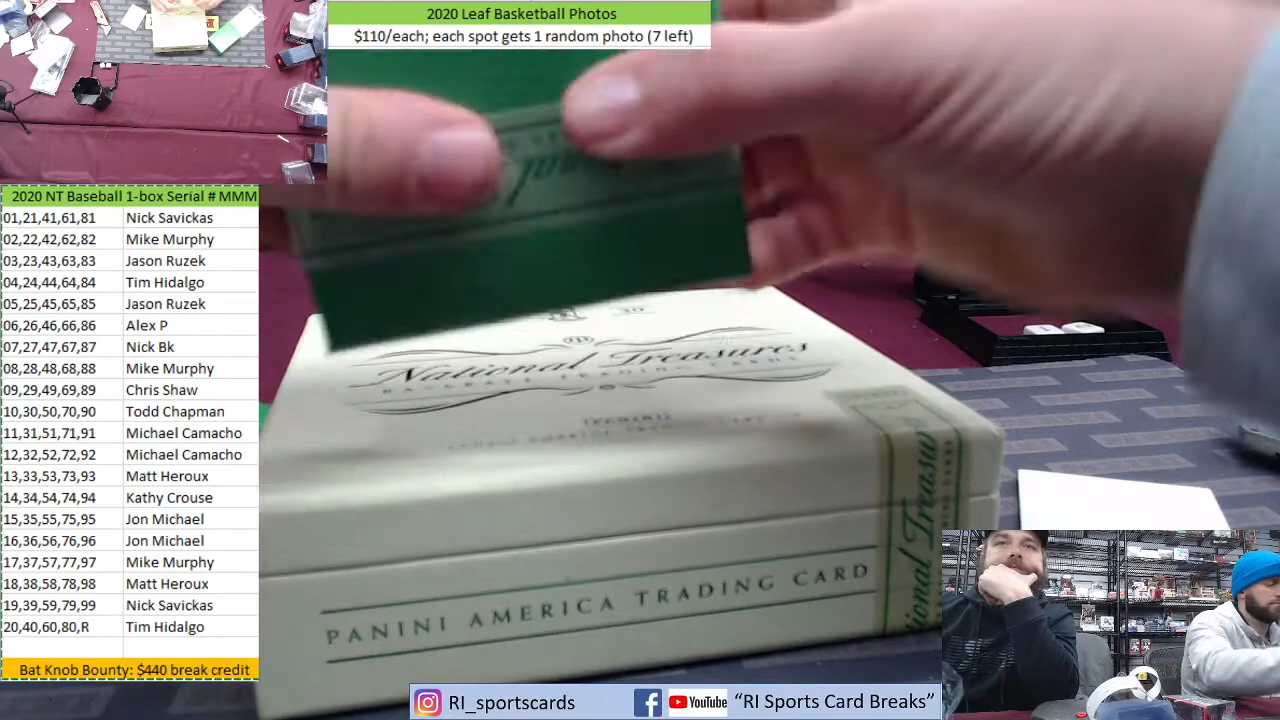 2020 Leaf Basketball Photos
$110/each; each spot gets 1 random photo (7 left)
2020 NT Baseball 1-box Serial # MMM
01,21,41,61,81 Nick Savickas
02,22,42,62,82 Mike Murphy
03,23,43,63,83 Jason Ruzek
04,24,44,64,84 Tim Hidalgo
05,25,45,65,85 Jason Ruzek
06,26,46,66,86 Alex P
07,27,47,67,87 Nick Bk
08,28,48,68,88 Mike Murphy
09,29,49,69,89 Chris Shaw
10,30,50,70,90 Todd Chapman
11,31,51,71,91 Michael Camacho
12,32,52,72,92 Michael Camacho
13,33,53,73,93 Matt Heroux
14,34,54,74,94 Kathy Crouse
15,35,55,75,95 Jon Michael
16,36,56,76,96 Jon Michael
17,37,57,77,97 Mike Murphy
18,38,58,78,98 Matt Heroux
19,39,59,79,99 Nick Savickas
20,40,60,80,R Tim Hidalgo
Bat Knob Bounty: $440 break credit
National Treasures
BASEBALL TRADING CARDS
PANINI AMERICA TRADING CARD
RI_sportscards
YouTube
"RI Sports Card Breaks"